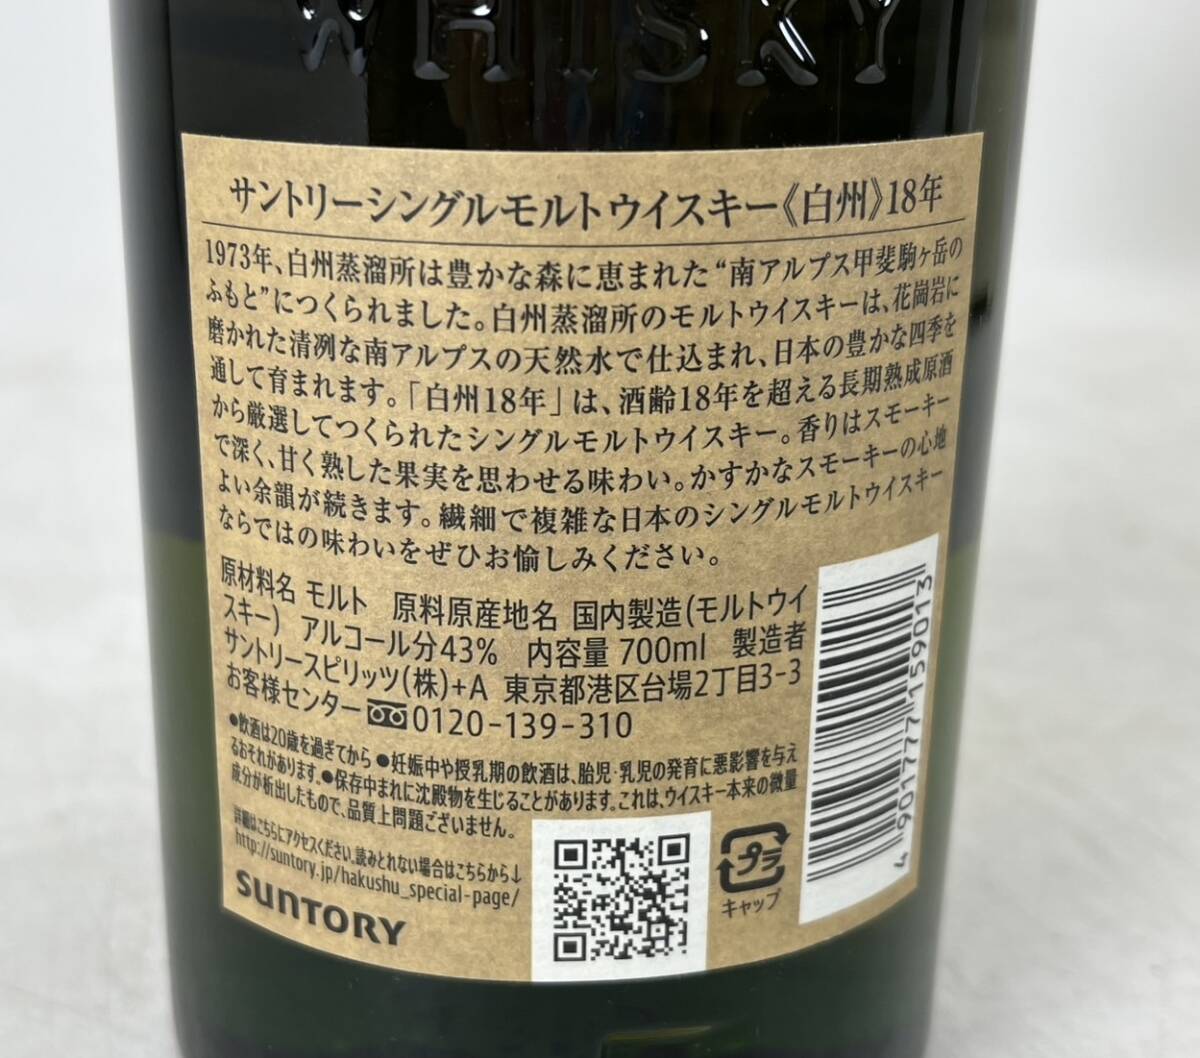 WHISKY
サントリーシングルモルトウイスキー《白州》18年
1973年、白州蒸溜所は豊かな森に恵まれた“南アルプス甲斐駒ヶ岳の
ふもと”につくられました。白州蒸溜所のモルトウイスキーは、花崗岩に
磨かれた清冽な南アルプスの天然水で仕込まれ、日本の豊かな四季を
通して育まれます。「白州18年」は、酒齢18年を超える長期熟成原酒
から厳選してつくられたシングルモルトウイスキー。香りはスモーキー
で深く、甘く熟した果実を思わせる味わい。かすかなスモーキーの心地
よい余韻が続きます。繊細で複雑な日本のシングルモルトウイスキー
ならではの味わいをぜひお愉しみください。
原材料名 モルト 原料原産地名 国内製造(モルトウイ
スキー) アルコール分43% 内容量 700ml 製造者
サントリースピリッツ(株)+A 東京都港区台場2丁目3-3
お客様センター 0120-139-310
●飲酒は20歳を過ぎてから ●妊娠中や授乳期の飲酒は、胎児・乳児の発育に悪影響を与え
るおそれがあります。●保存中まれに沈殿物を生じることがあります。これは、ウイスキー本来の微量
成分が析出したもので、品質上問題ございません。
詳細はこちらにアクセスください。読みとれない場合はこちらから↓
http://suntory.jp/hakushu_special-page/
SUNTORY
プラ
キャップ
4 901777 159013